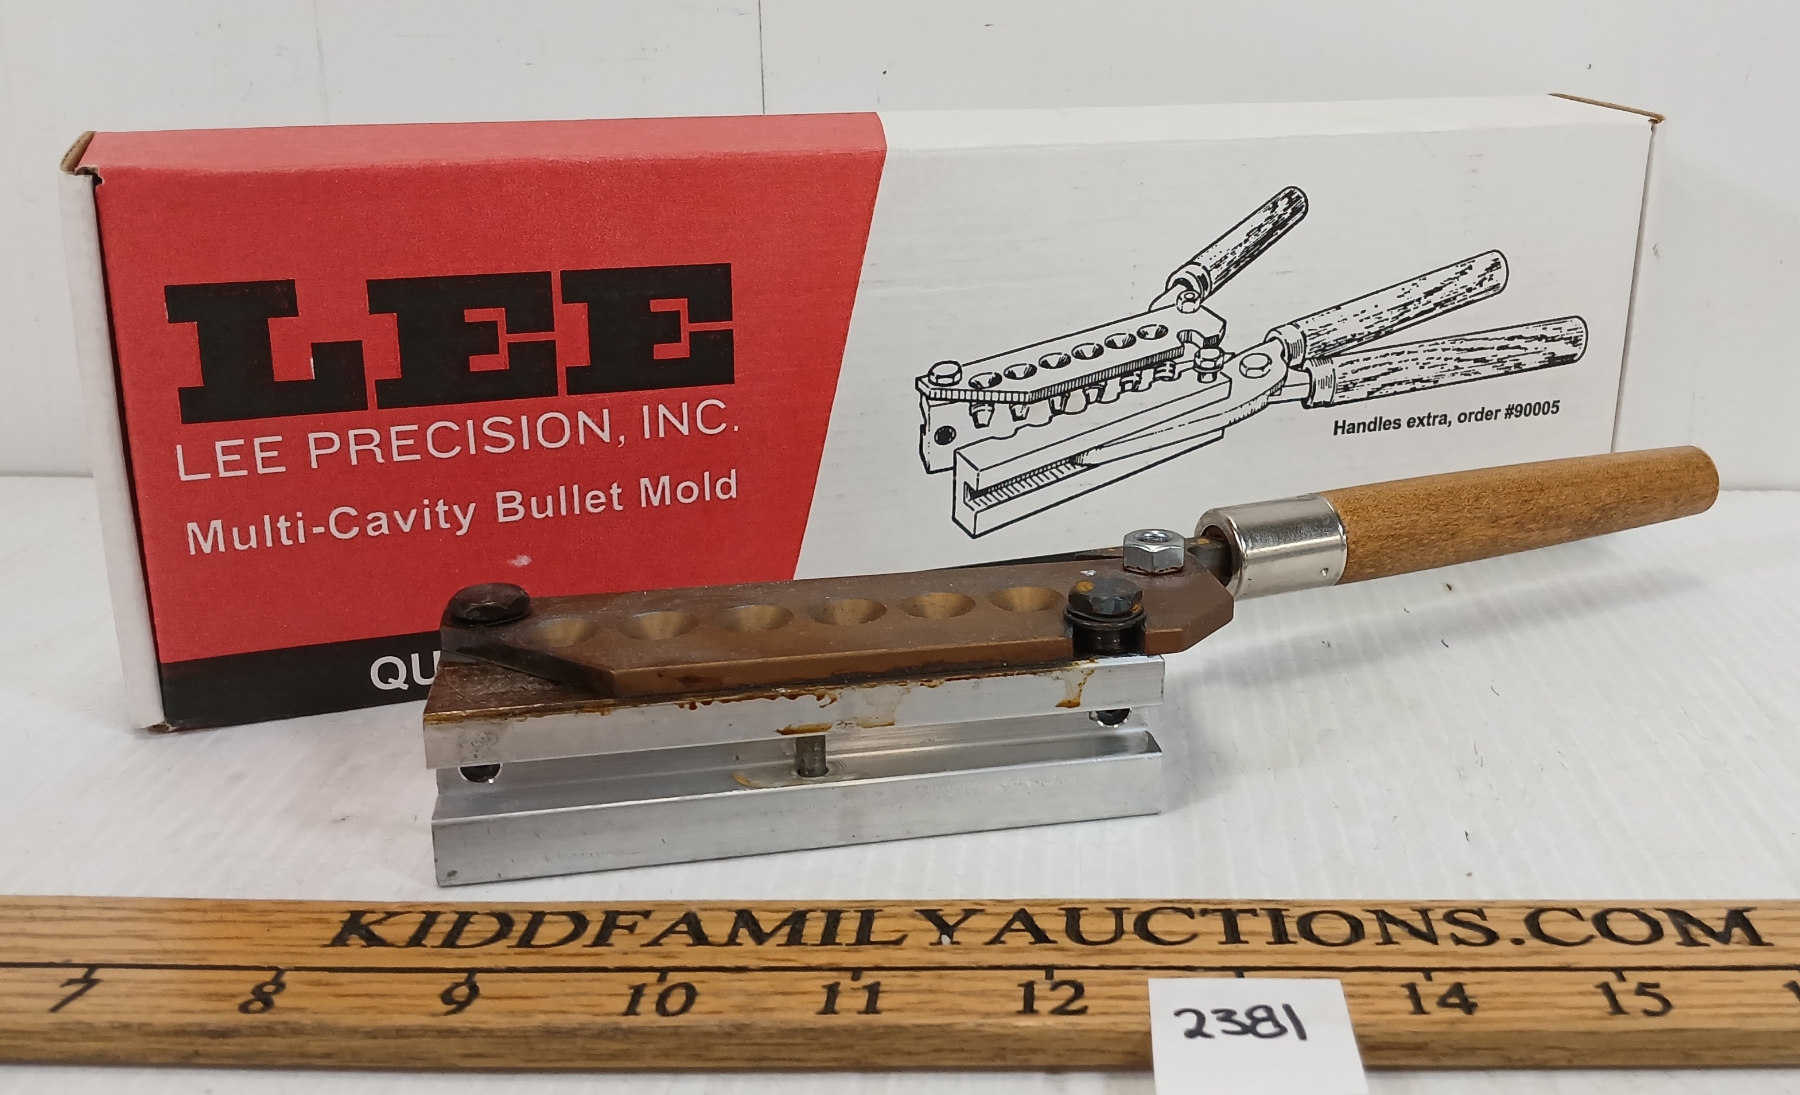 LEE
LEE PRECISION, INC.
Multi-Cavity Bullet Mold
Handles extra, order #90005
KIDDFAMILYAUCTIONS.COM
7 8 9 10 11 12 14 15
2381